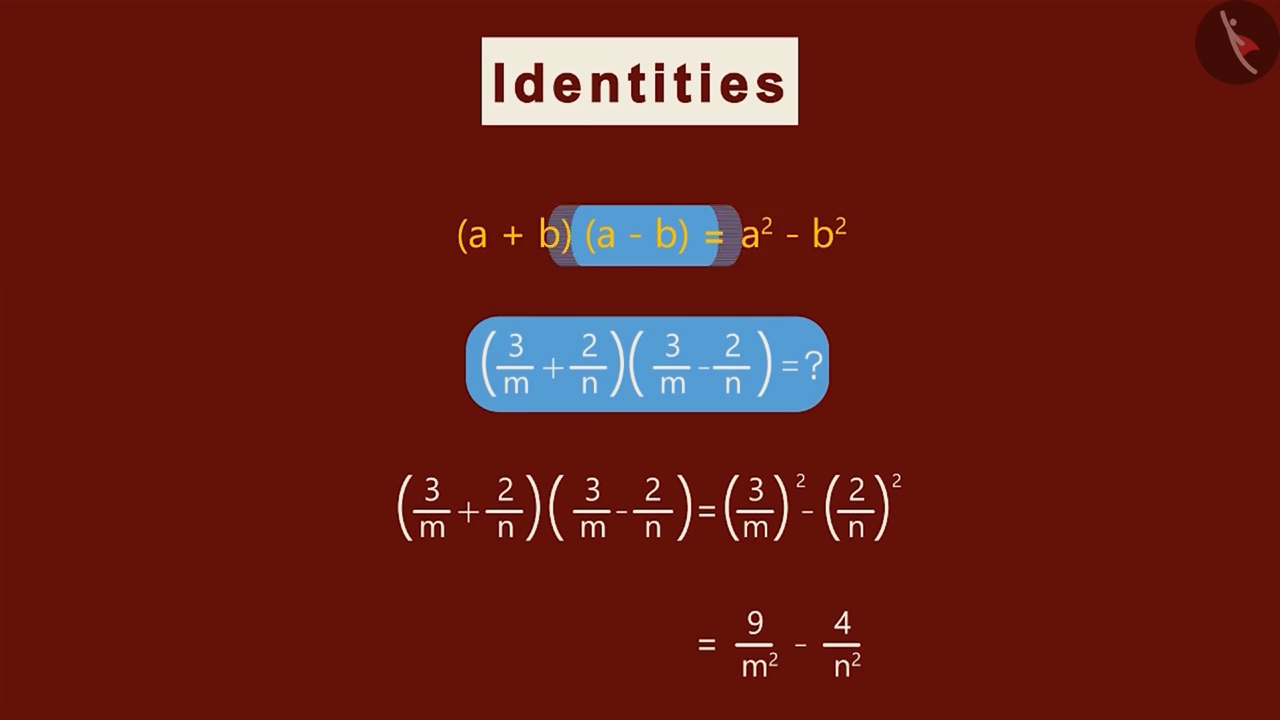 Identities
(a + b) (a - b) = a² - b²
(3/m + 2/n)(3/m - 2/n) = ?
(3/m + 2/n)(3/m - 2/n) = (3/m)² - (2/n)²
= 9/m² - 4/n²